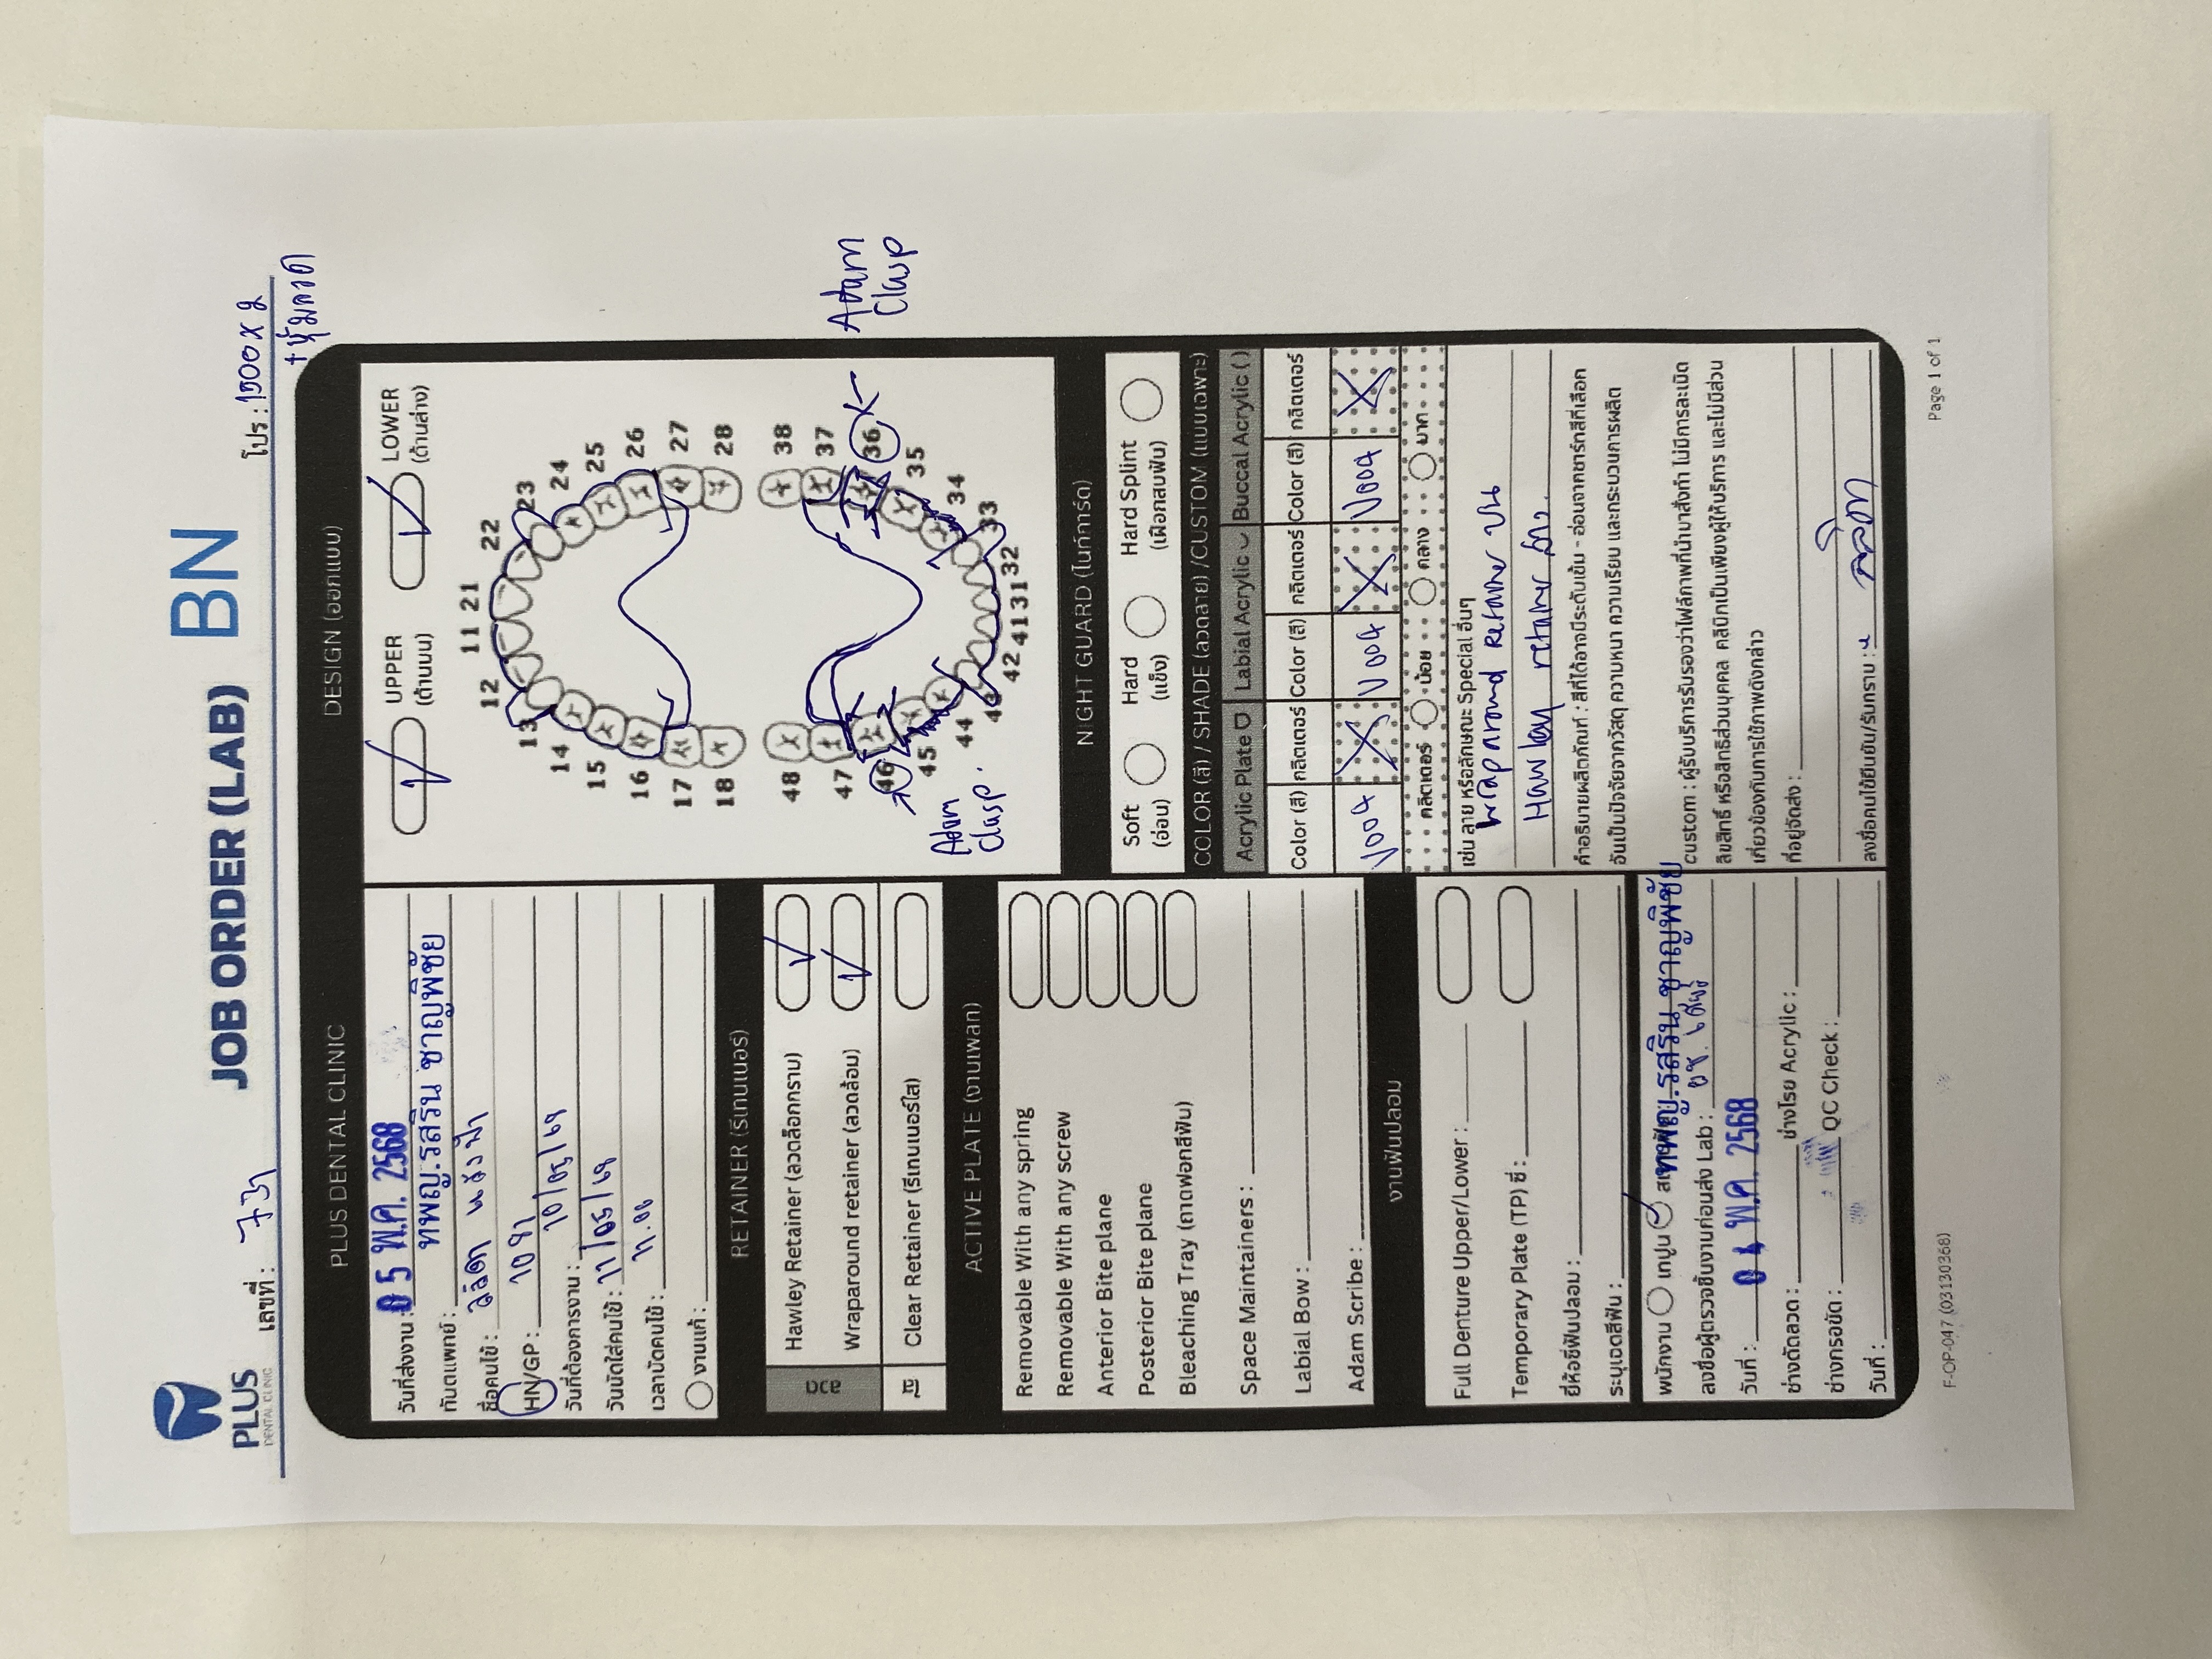 PLUS
DENTAL CLINIC
JOB ORDER (LAB) BN
เลขที่ : 731
โปร : 1500 x 2
+ หุ้มลวด
PLUS DENTAL CLINIC
วันที่ส่งงาน : 05 พ.ค. 2568
ทันตแพทย์ : ทพญ.รสริน ชาญพิชัย
ชื่อคนไข้ : ลลิตา แสงฟ้า
HN/GP : 1091
วันที่ต้องการงาน : 10/05/68
วันนัดใส่คนไข้ : 11/05/68
เวลานัดคนไข้ : 11.00
งานแก้ :
RETAINER (รีเทนเนอร์)
ลวด
Hawley Retainer (ลวดล็อกกราม)
Wraparound retainer (ลวดล้อม)
ใส
Clear Retainer (รีเทนเนอร์ใส)
ACTIVE PLATE (งานเพลท)
Removable With any spring
Removable With any screw
Anterior Bite plane
Posterior Bite plane
Bleaching Tray (ถาดฟอกสีฟัน)
Space Maintainers :
Labial Bow :
Adam Scribe :
งานฟันปลอม
Full Denture Upper/Lower :
Temporary Plate (TP) ซี่ :
ยี่ห้อซี่ฟันปลอม :
ระบุเฉดสีฟัน :
พนักงาน เทปูน ทพญ.รสริน ชาญพิชัย
ลงชื่อผู้ตรวจชิ้นงานก่อนส่ง Lab :
วันที่ : 04 พ.ค. 2568
ช่างดัดลวด : ช่างโรย Acrylic :
ช่างกรอขัด : QC Check :
วันที่ :
DESIGN (ออกแบบ)
UPPER
(ด้านบน)
LOWER
(ด้านล่าง)
11 21
12 22
13 23
14 24
15 25
16 26
17 27
18 28
48 38
47 37
46 36
Adam
Clasp
45 35
Adam
Clasp.
44 34
43 33
42 41 31 32
NIGHT GUARD (ไนท์การ์ด)
Soft
(อ่อน)
Hard
(แข็ง)
Hard Splint
(เฝือกสบฟัน)
COLOR (สี) / SHADE (ลวดลาย) /CUSTOM (แบบเฉพาะ)
Acrylic Plate Labial Acrylic Buccal Acrylic ( )
Color (สี) กลิตเตอร์ Color (สี) กลิตเตอร์ Color (สี) กลิตเตอร์
V004 V004 V004
กลิตเตอร์ น้อย กลาง มาก
เช่น ลาย หรือลักษณะ Special อื่นๆ
Wraparound retainer บน
Hawley retainer ล่าง.
คำอธิบายผลิตภัณฑ์ : สีที่ได้อาจมีระดับเข้ม - อ่อนจากชาร์ทสีที่เลือก
อันเป็นปัจจัยจากวัสดุ ความหนา ความเรียบ และกระบวนการผลิต
custom : ผู้รับบริการรับรองว่าไฟล์ภาพที่นำมาสั่งทำ ไม่มีการละเมิด
ลิขสิทธิ์ หรือสิทธิส่วนบุคคล คลินิกเป็นเพียงผู้ให้บริการ และไม่มีส่วน
เกี่ยวข้องกับการใช้ภาพดังกล่าว
ที่อยู่จัดส่ง :
ลงชื่อคนไข้ยืนยัน/รับทราบ : ลลิตา
F-OP-047 (03130368)
Page 1 of 1